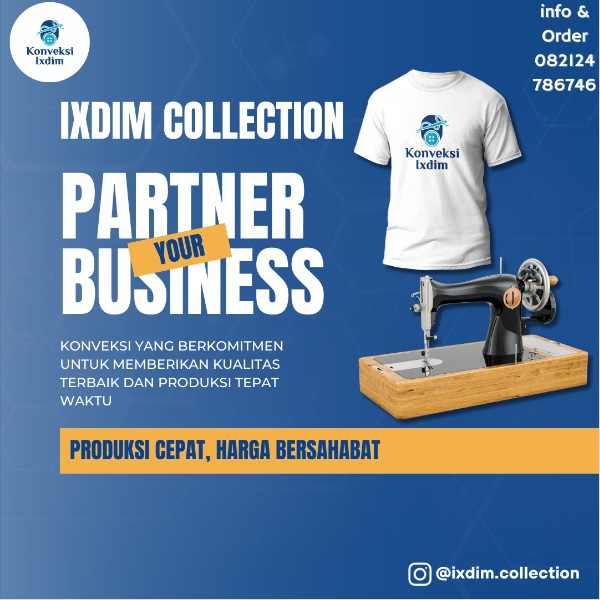 Konveksi
Ixdim
info &
Order
082124
786746
IXDIM COLLECTION
Konveksi
Ixdim
PARTNER
YOUR
BUSINESS
KONVEKSI YANG BERKOMITMEN
UNTUK MEMBERIKAN KUALITAS
TERBAIK DAN PRODUKSI TEPAT
WAKTU
PRODUKSI CEPAT, HARGA BERSAHABAT
@ixdim.collection